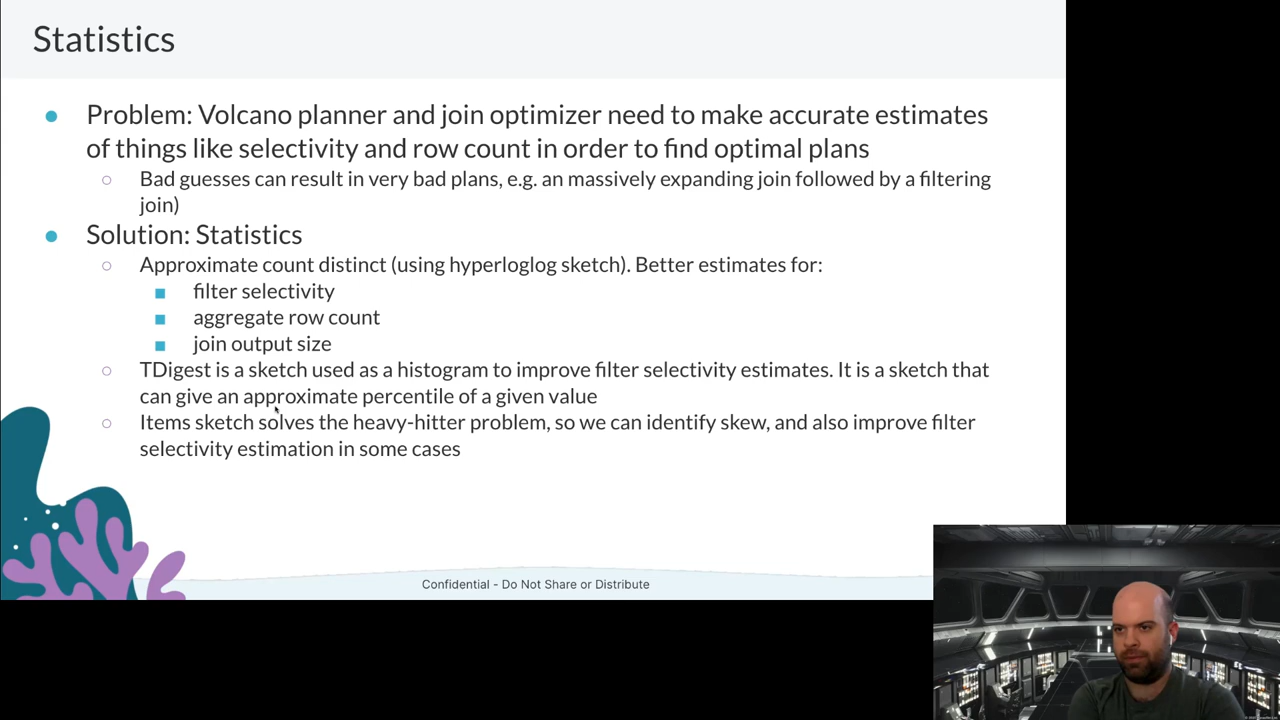 Statistics
Problem: Volcano planner and join optimizer need to make accurate estimates
of things like selectivity and row count in order to find optimal plans
Bad guesses can result in very bad plans, e.g. an massively expanding join followed by a filtering
join)
Solution: Statistics
Approximate count distinct (using hyperloglog sketch). Better estimates for:
filter selectivity
aggregate row count
join output size
TDigest is a sketch used as a histogram to improve filter selectivity estimates. It is a sketch that
can give an approximate percentile of a given value
Items sketch solves the heavy-hitter problem, so we can identify skew, and also improve filter
selectivity estimation in some cases
Confidential - Do Not Share or Distribute